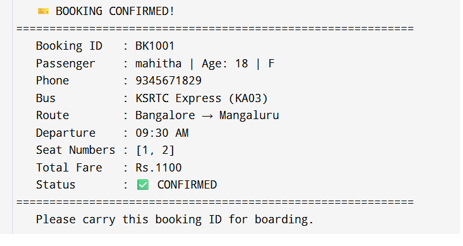 🎫 BOOKING CONFIRMED!
============================================================
Booking ID : BK1001
Passenger : mahitha | Age: 18 | F
Phone : 9345671829
Bus : KSRTC Express (KA03)
Route : Bangalore → Mangaluru
Departure : 09:30 AM
Seat Numbers : [1, 2]
Total Fare : Rs.1100
Status : ✅ CONFIRMED
============================================================
Please carry this booking ID for boarding.